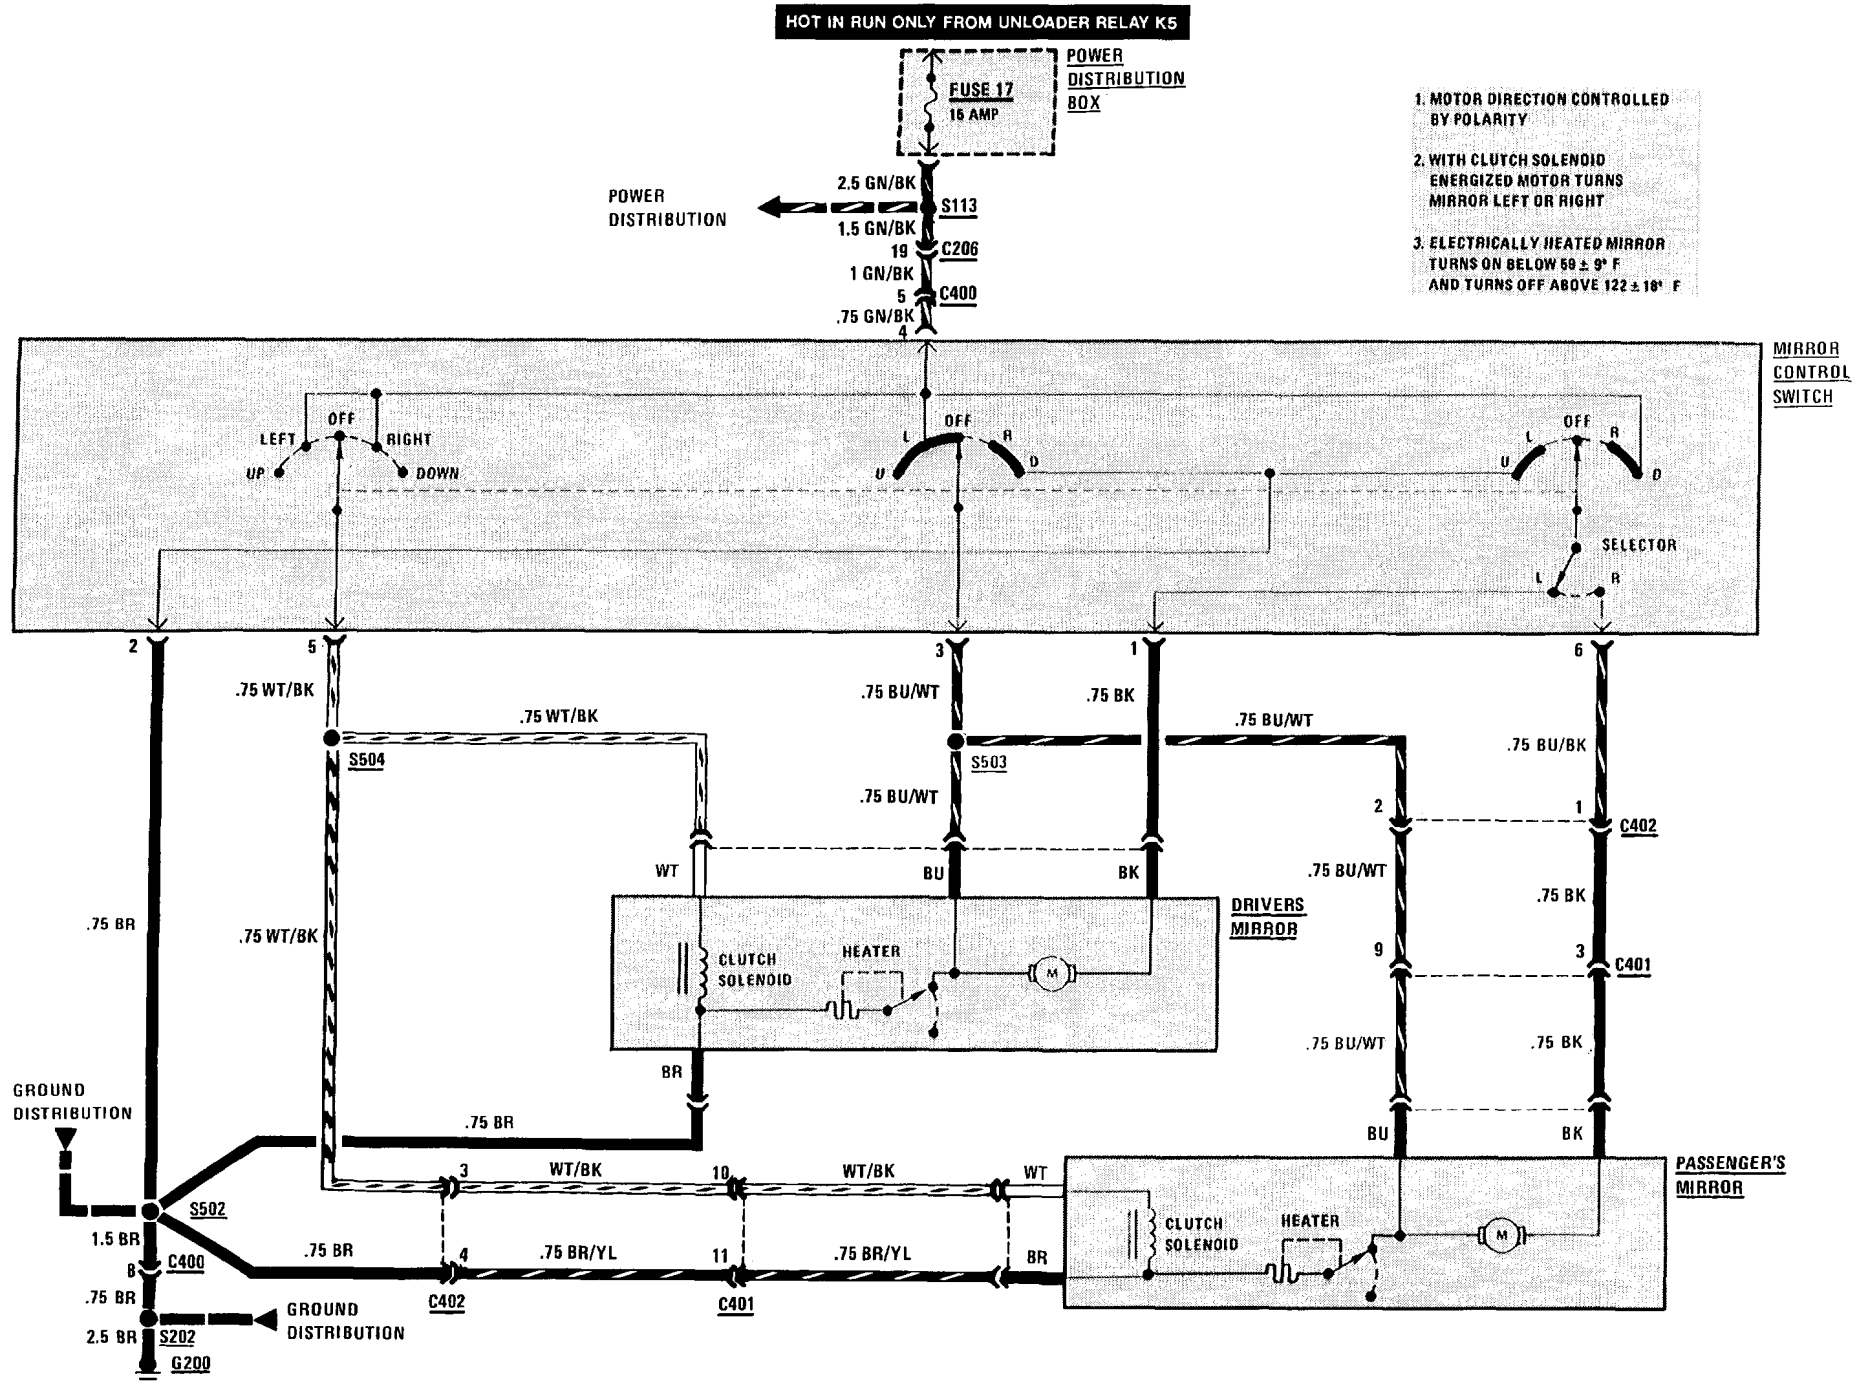 HOT IN RUN ONLY FROM UNLOADER RELAY K5
POWER
DISTRIBUTION
BOX
FUSE 17
15 AMP
1. MOTOR DIRECTION CONTROLLED
BY POLARITY
2. WITH CLUTCH SOLENOID
ENERGIZED MOTOR TURNS
MIRROR LEFT OR RIGHT
3. ELECTRICALLY HEATED MIRROR
TURNS ON BELOW 59 ± 9° F
AND TURNS OFF ABOVE 122 ± 18° F
POWER
DISTRIBUTION
2.5 GN/BK
S113
1.5 GN/BK
19
C206
1 GN/BK
5
C400
.75 GN/BK
4
MIRROR
CONTROL
SWITCH
OFF
LEFT
RIGHT
UP
DOWN
OFF
L
R
U
D
OFF
L
R
U
D
SELECTOR
L
R
2
5
3
1
6
.75 WT/BK
.75 BU/WT
.75 BK
.75 WT/BK
.75 BU/WT
.75 BU/BK
S504
S503
.75 BU/WT
2
1
C402
WT
BU
BK
.75 BU/WT
.75 BK
DRIVERS
MIRROR
.75 BR
.75 WT/BK
HEATER
CLUTCH
SOLENOID
M
9
3
C401
.75 BU/WT
.75 BK
BR
GROUND
DISTRIBUTION
.75 BR
BU
BK
3
WT/BK
10
WT/BK
WT
PASSENGER'S
MIRROR
S502
1.5 BR
.75 BR
4
.75 BR/YL
11
.75 BR/YL
BR
CLUTCH
SOLENOID
HEATER
M
8
C400
.75 BR
C402
C401
GROUND
DISTRIBUTION
2.5 BR
S202
G200